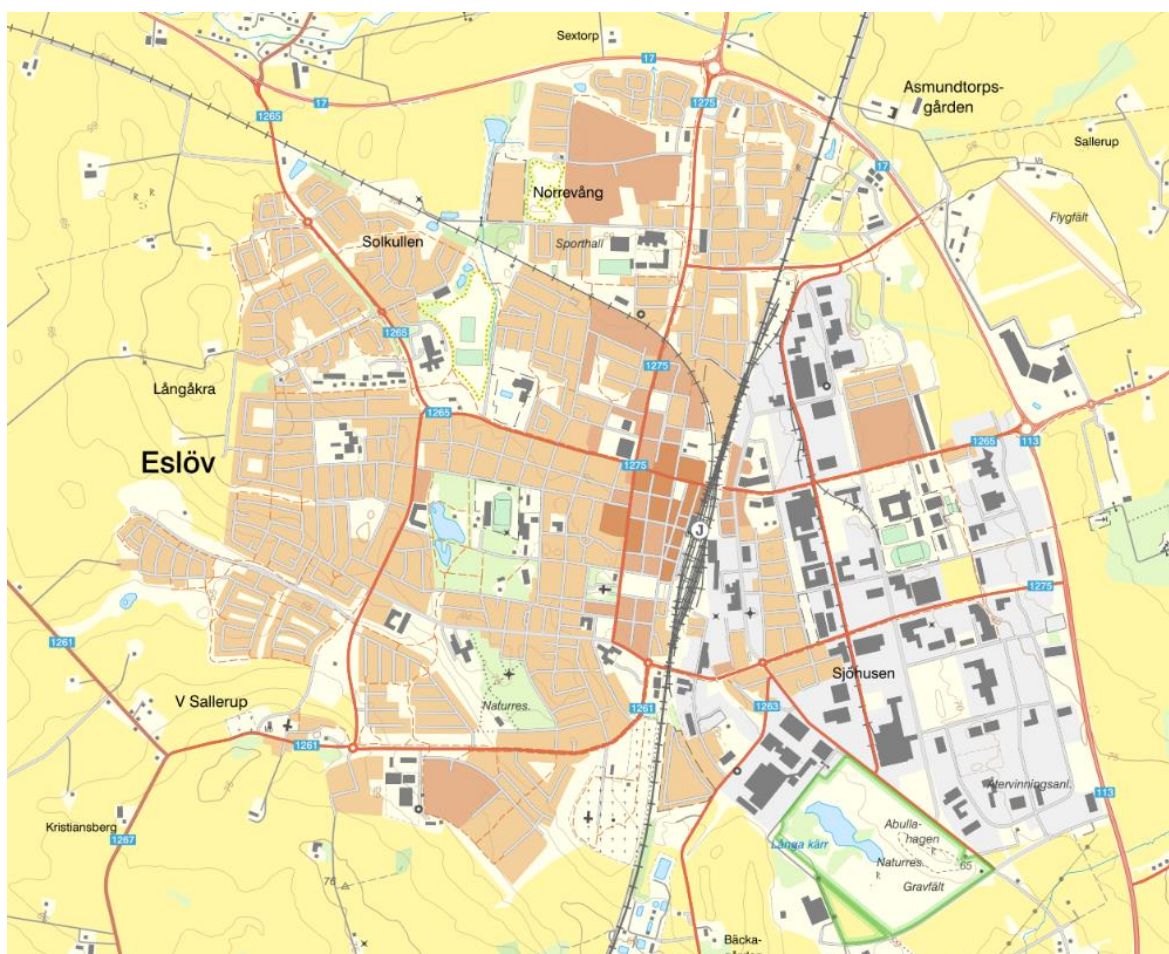 Sextorp
17
1275
Asmundtorps-
gården
17
1265
Sallerup
17
Norrevång
Flygfält
Solkullen
Sporthall
1265
1275
Långåkra
1265
1265
113
Eslöv
1275
J
1275
1261
Sjöhusen
V Sallerup
Naturres.
1261
1263
1261
Återvinningsanl.
113
Kristiansberg
1267
Abulla-
hagen
Långa kärr
Naturres.
65
Gravfält
76
Bäcka-